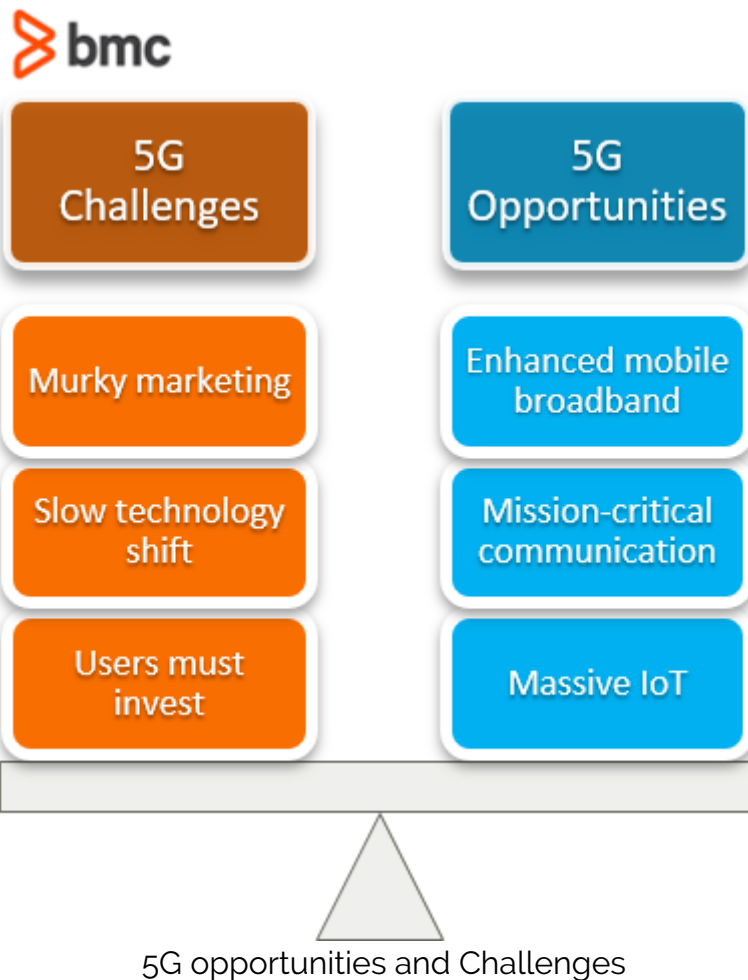 bmc
5G
Challenges
Murky marketing
Slow technology
shift
Users must
invest
5G
Opportunities
Enhanced mobile
broadband
Mission-critical
communication
Massive IoT
5G opportunities and Challenges